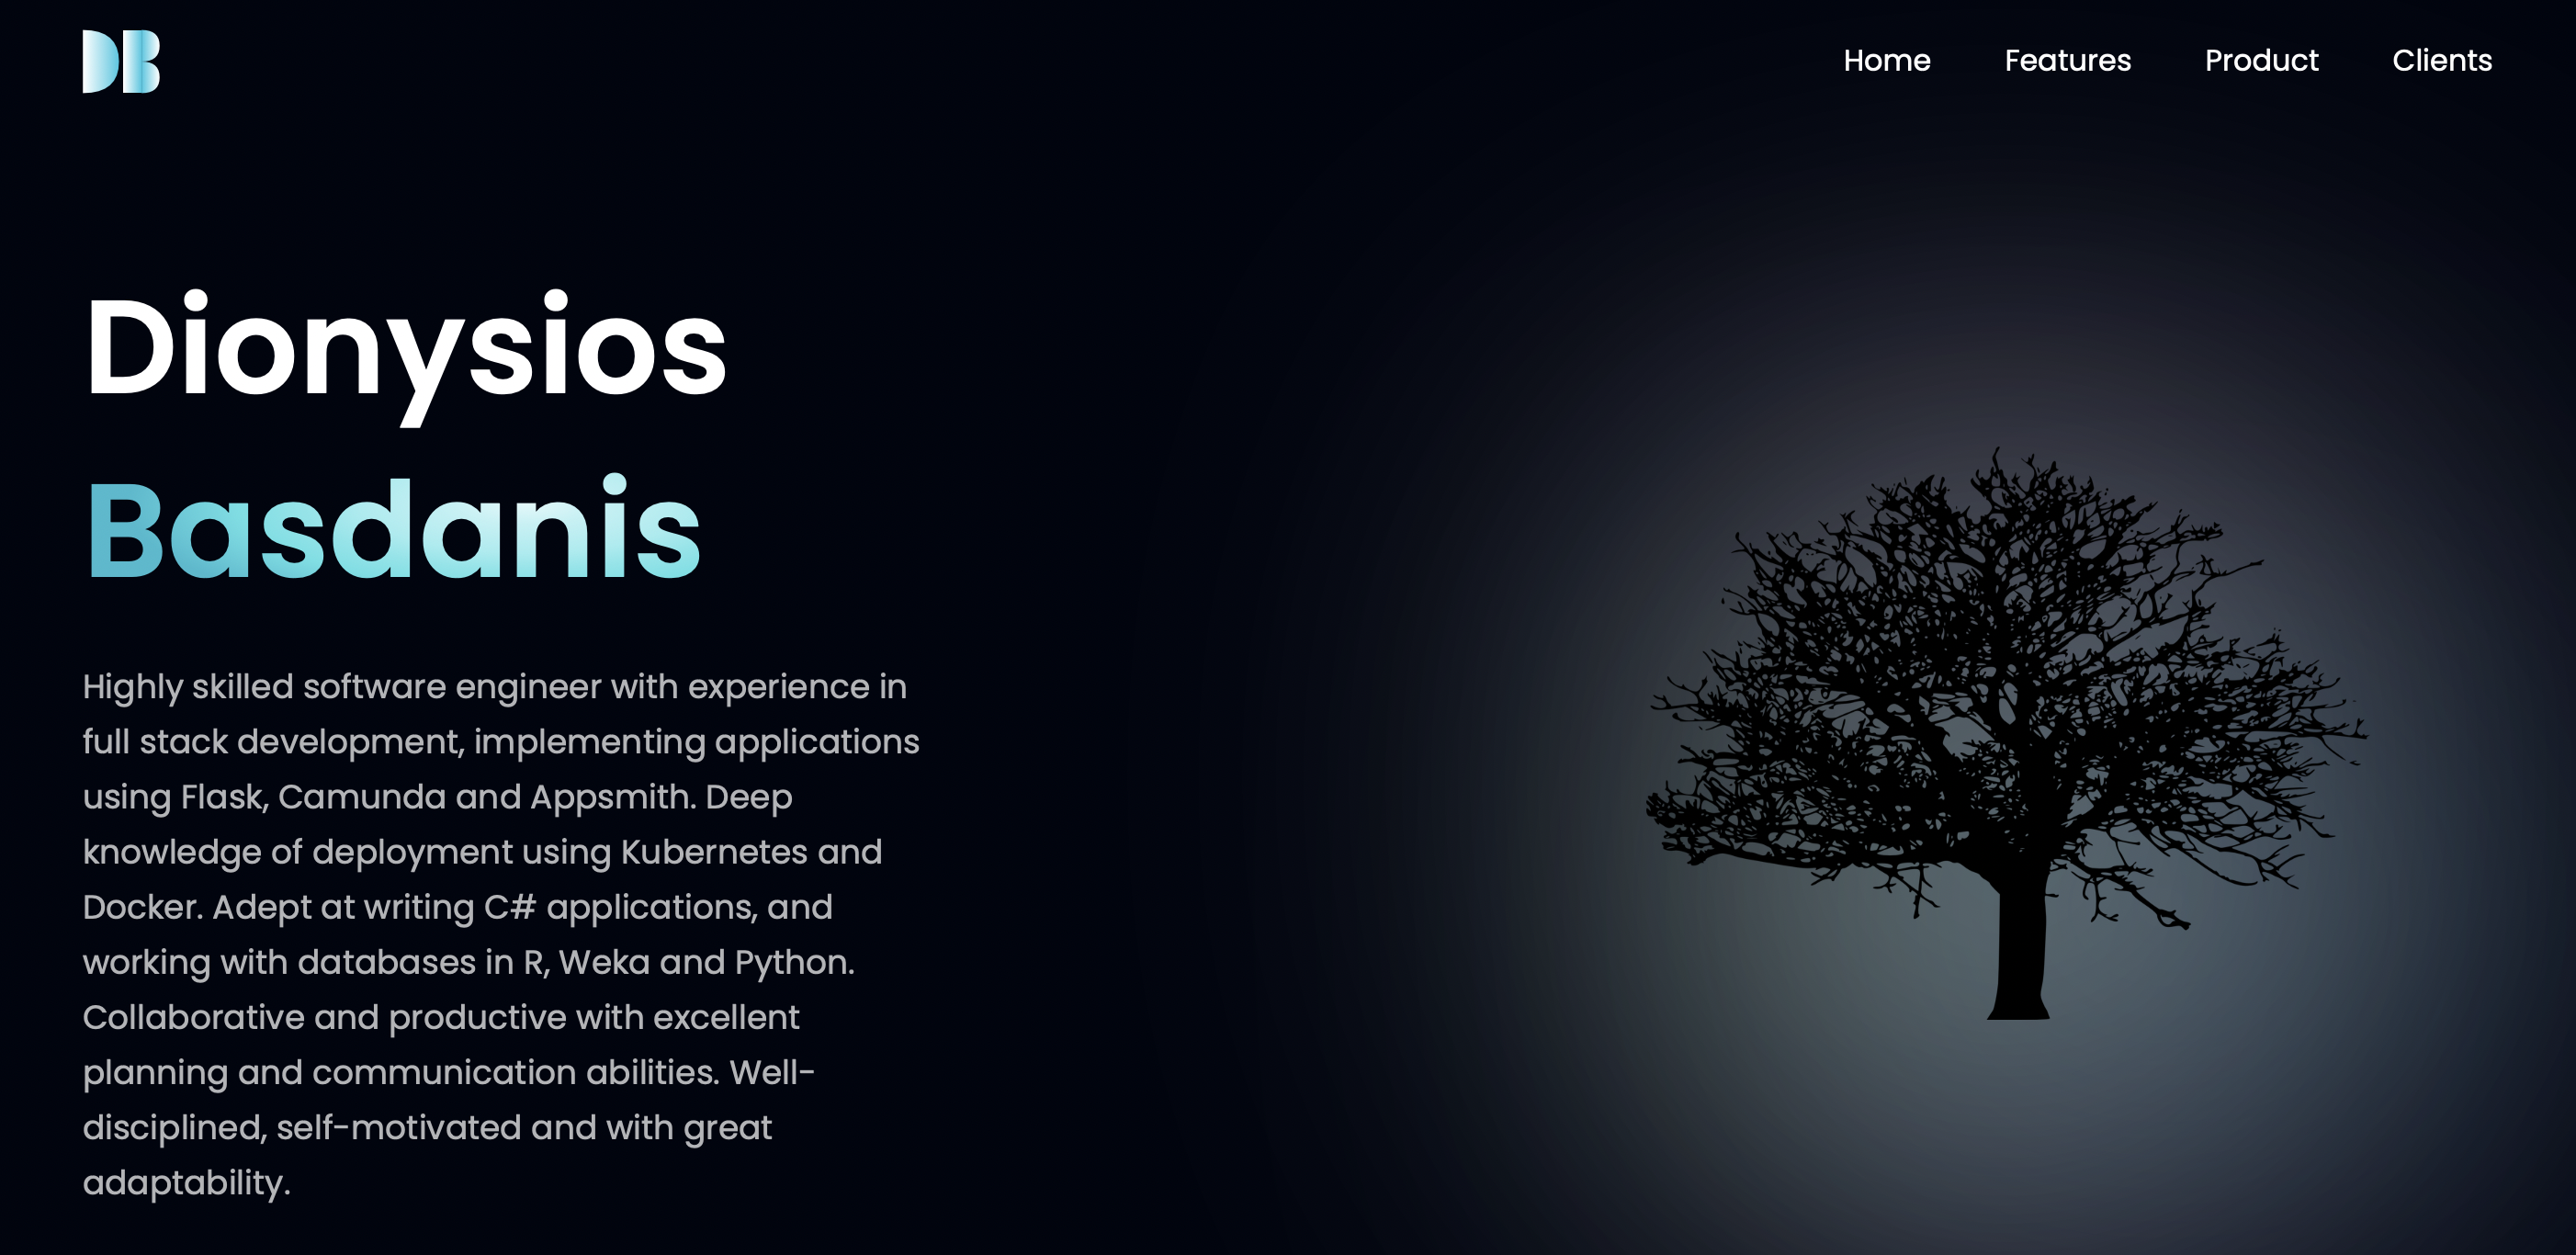 DB
Home Features Product Clients
Dionysios
Basdanis
Highly skilled software engineer with experience in
full stack development, implementing applications
using Flask, Camunda and Appsmith. Deep
knowledge of deployment using Kubernetes and
Docker. Adept at writing C# applications, and
working with databases in R, Weka and Python.
Collaborative and productive with excellent
planning and communication abilities. Well-
disciplined, self-motivated and with great
adaptability.